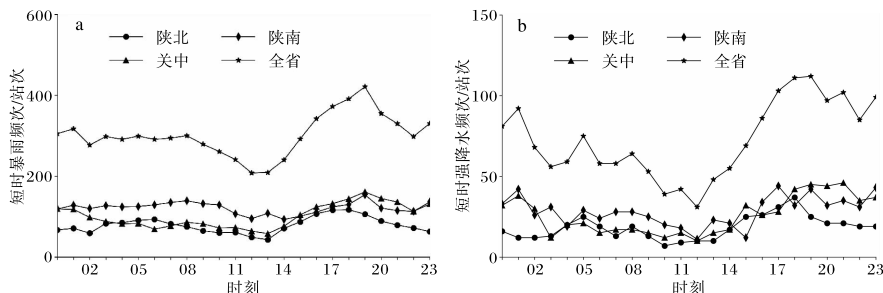 a
600
400
200
0
短时暴雨频次/站次
陕北
陕南
关中
全省
02 05 08 11 14 17 20 23
时刻
b
150
100
50
0
短时强降水频次/站次
陕北
陕南
关中
全省
02 05 08 11 14 17 20 23
时刻